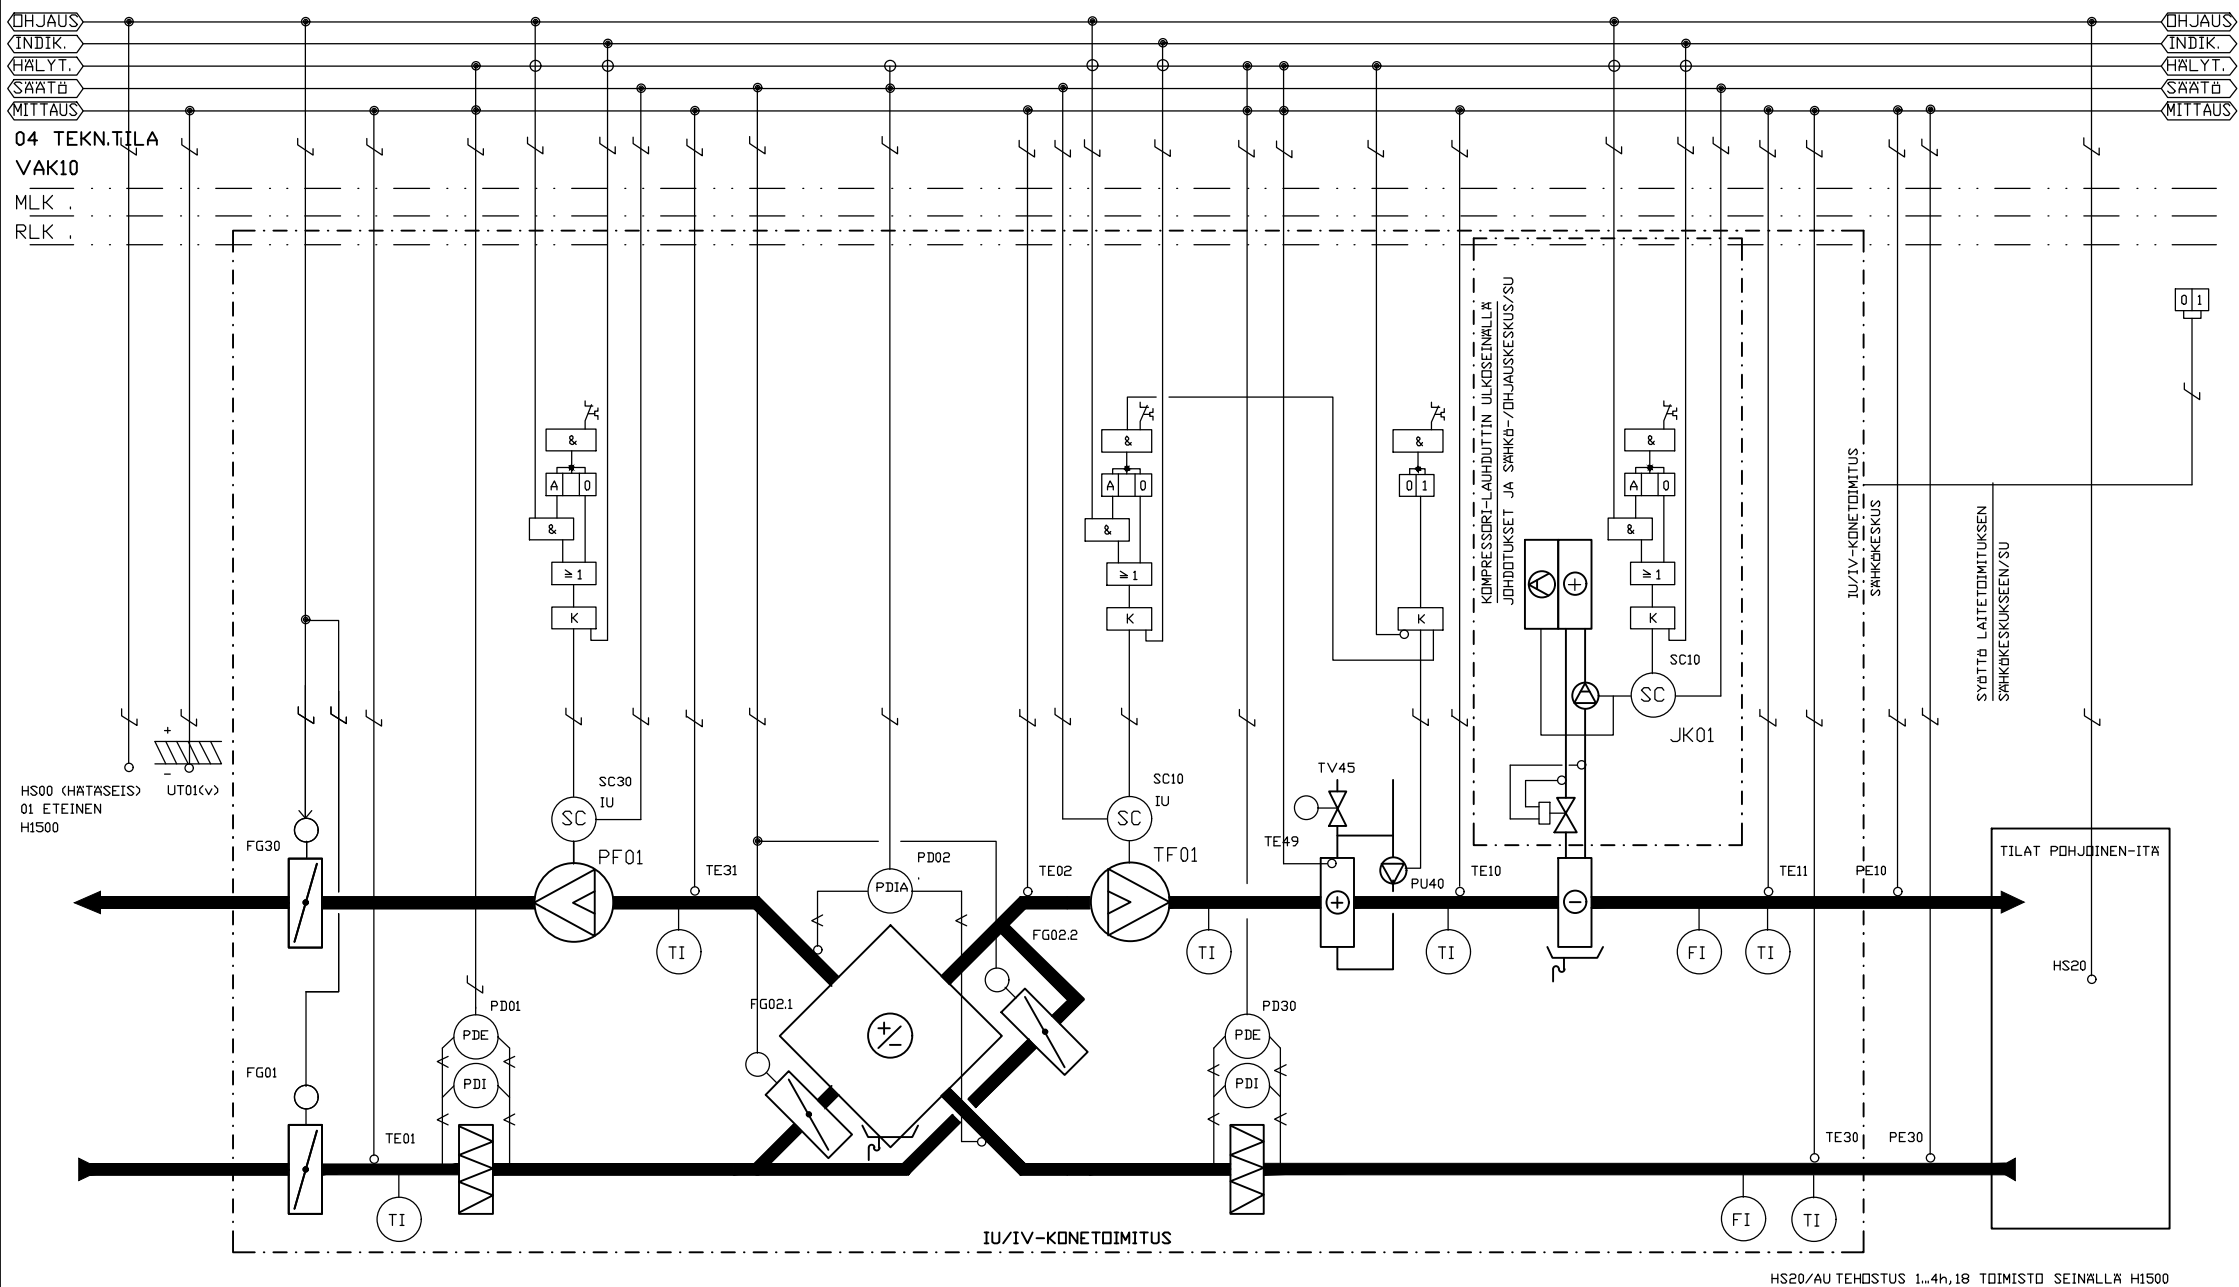 OHJAUS
OHJAUS
INDIK.
INDIK.
HÄLYT.
HÄLYT.
SÄÄTÖ
SÄÄTÖ
MITTAUS
MITTAUS
04 TEKN.TILA
VAK10
MLK .
RLK .
KOMPRESSORI-LAUHDUTTIN ULKOSEINÄLLÄ
JOHDOTUKSET JA SÄHKÖ-/OHJAUSKESKUS/SU
0 1
&
&
&
&
A 0
A 0
0 1
A 0
&
&
&
≥1
≥1
≥1
K
K
K
K
IU/IV-KONETOIMITUS
SÄHKÖKESKUS
SYÖTTÖ LAITETOIMITUKSEN
SÄHKÖKESKUKSEEN/SU
SC10
SC
JK01
+
-
HS00 (HÄTÄSEIS)
01 ETEINEN
H1500
UT01(v)
SC30
IU
SC
SC10
IU
SC
TV45
FG30
PF01
TE31
PD02
PDIA
TE02
TF01
TE49
PU40
TE10
TE11
PE10
TILAT POHJOINEN-ITÄ
TI
FG02.2
TI
TI
FI
TI
HS20
PD01
FG02.1
PD30
PDE
PDE
FG01
PDI
PDI
TE01
TE30
PE30
TI
FI
TI
IU/IV-KONETOIMITUS
HS20/AU TEHOSTUS 1...4h,18 TOIMISTO SEINÄLLÄ H1500